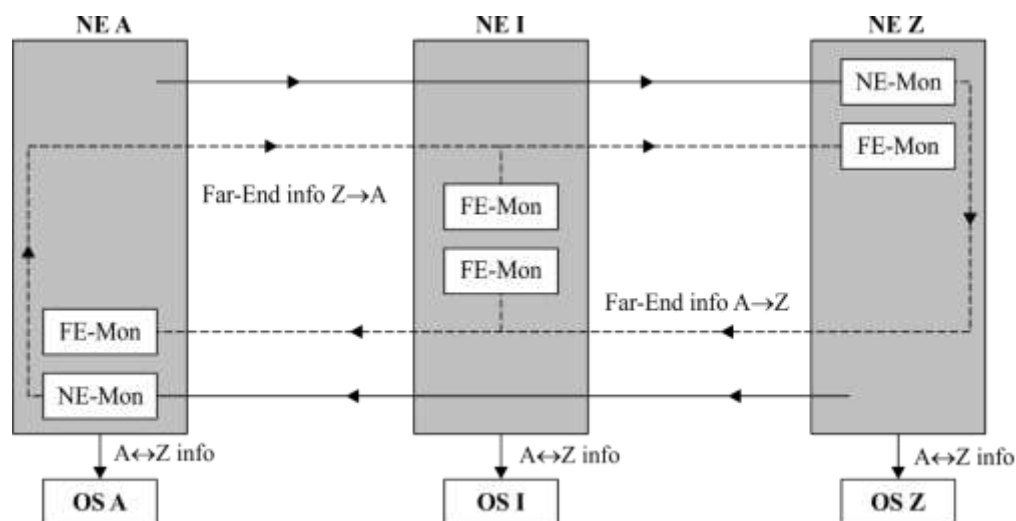 NE A
NE I
NE Z
NE-Mon
FE-Mon
Far-End info Z→A
FE-Mon
FE-Mon
Far-End info A→Z
FE-Mon
NE-Mon
A↔Z info
A↔Z info
A↔Z info
OS A
OS I
OS Z